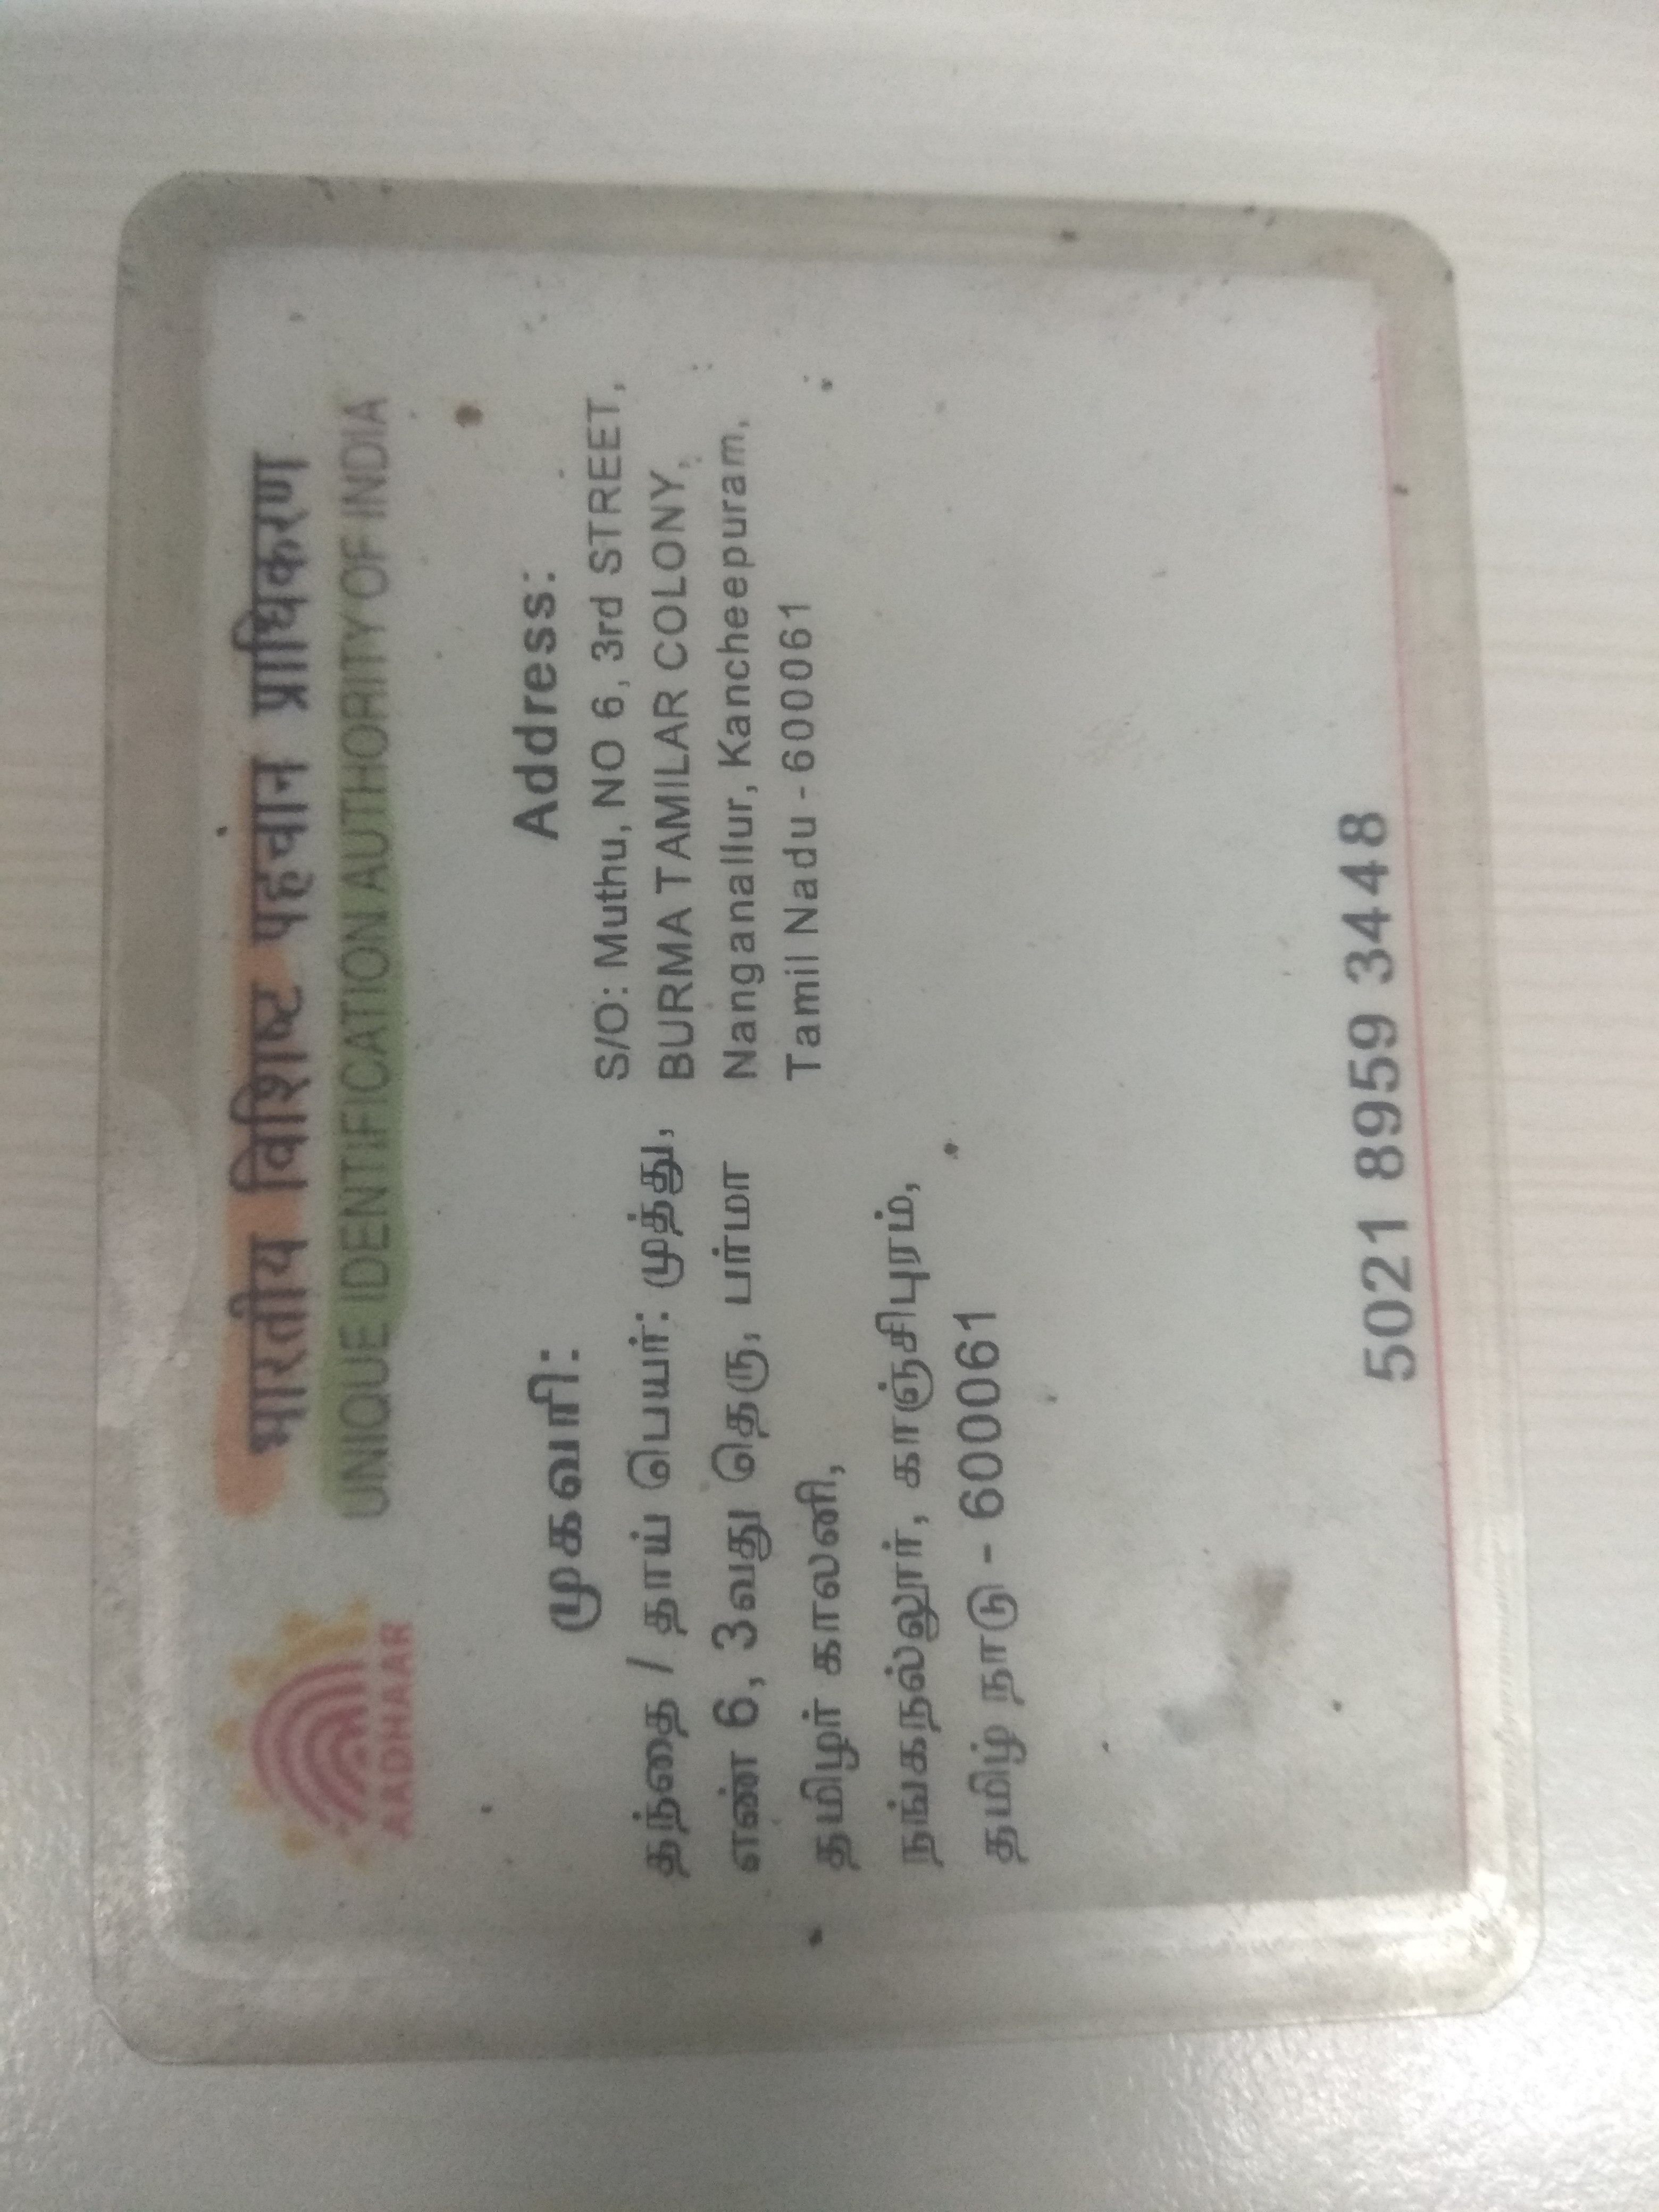 भारतीय विशिष्ट पहचान प्राधिकरण
UNIQUE IDENTIFICATION AUTHORITY OF INDIA
AADHAAR
முகவரி:
தந்தை / தாய் பெயர்: முத்து,
எண் 6, 3வது தெரு, பர்மா
தமிழர் காலனி,
நங்கநல்லூர், காஞ்சிபுரம்,
தமிழ் நாடு - 600061
Address:
S/O: Muthu, NO 6, 3rd STREET,
BURMA TAMILAR COLONY,
Nanganallur, Kancheepuram,
Tamil Nadu - 600061
5021 8959 3448